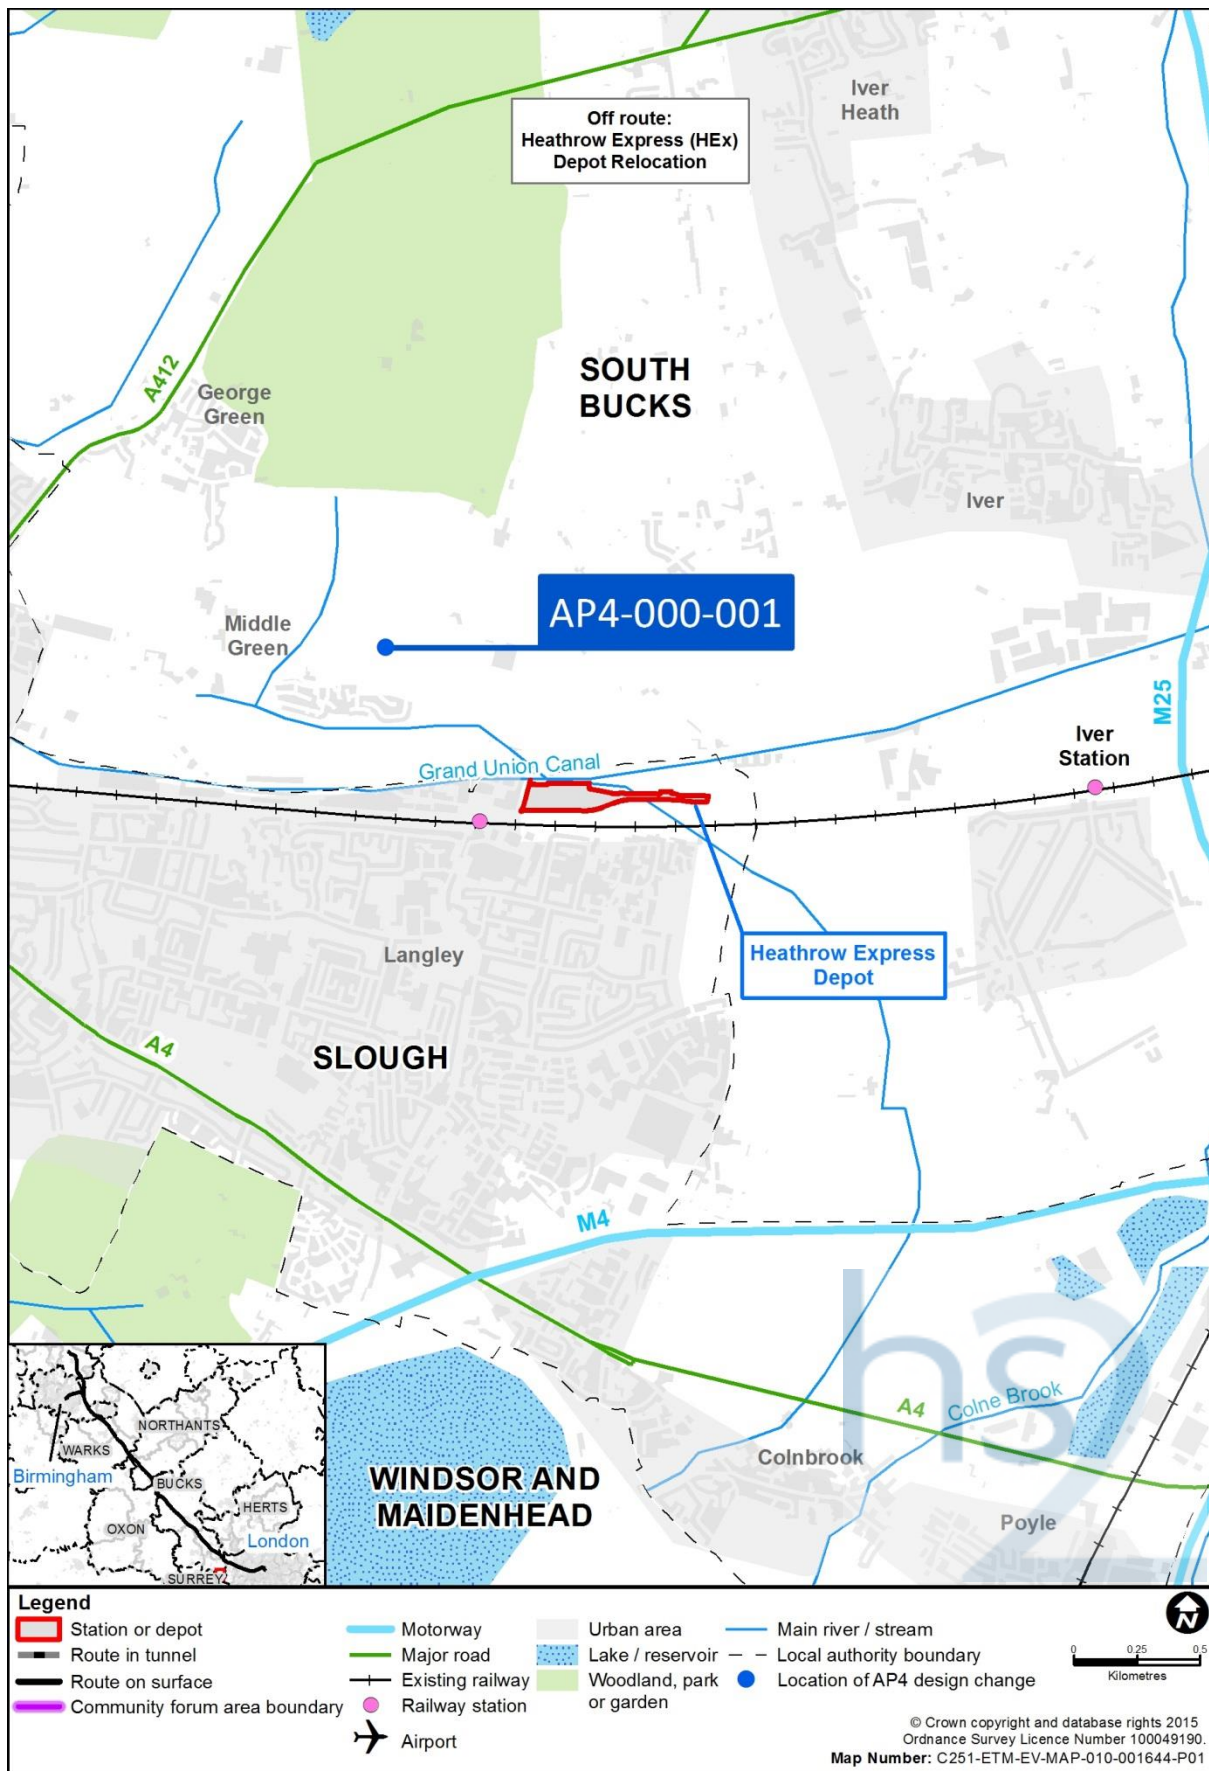 Off route:
Heathrow Express (HEx)
Depot Relocation
Iver
Heath
A412
George
Green
SOUTH
BUCKS
Iver
AP4-000-001
Middle
Green
M25
Iver
Station
Grand Union Canal
Langley
Heathrow Express
Depot
A4
SLOUGH
M4
hs2
A4
Colne Brook
Colnbrook
WINDSOR AND
MAIDENHEAD
Poyle
NORTHANTS
WARKS
Birmingham
BUCKS
HERTS
OXON
London
SURREY
Legend
Station or depot
Route in tunnel
Route on surface
Community forum area boundary
Motorway
Major road
Existing railway
Railway station
Airport
Urban area
Lake / reservoir
Woodland, park
or garden
Main river / stream
Local authority boundary
Location of AP4 design change
N
0 0.25 0.5
Kilometres
© Crown copyright and database rights 2015
Ordnance Survey Licence Number 100049190.
Map Number: C251-ETM-EV-MAP-010-001644-P01